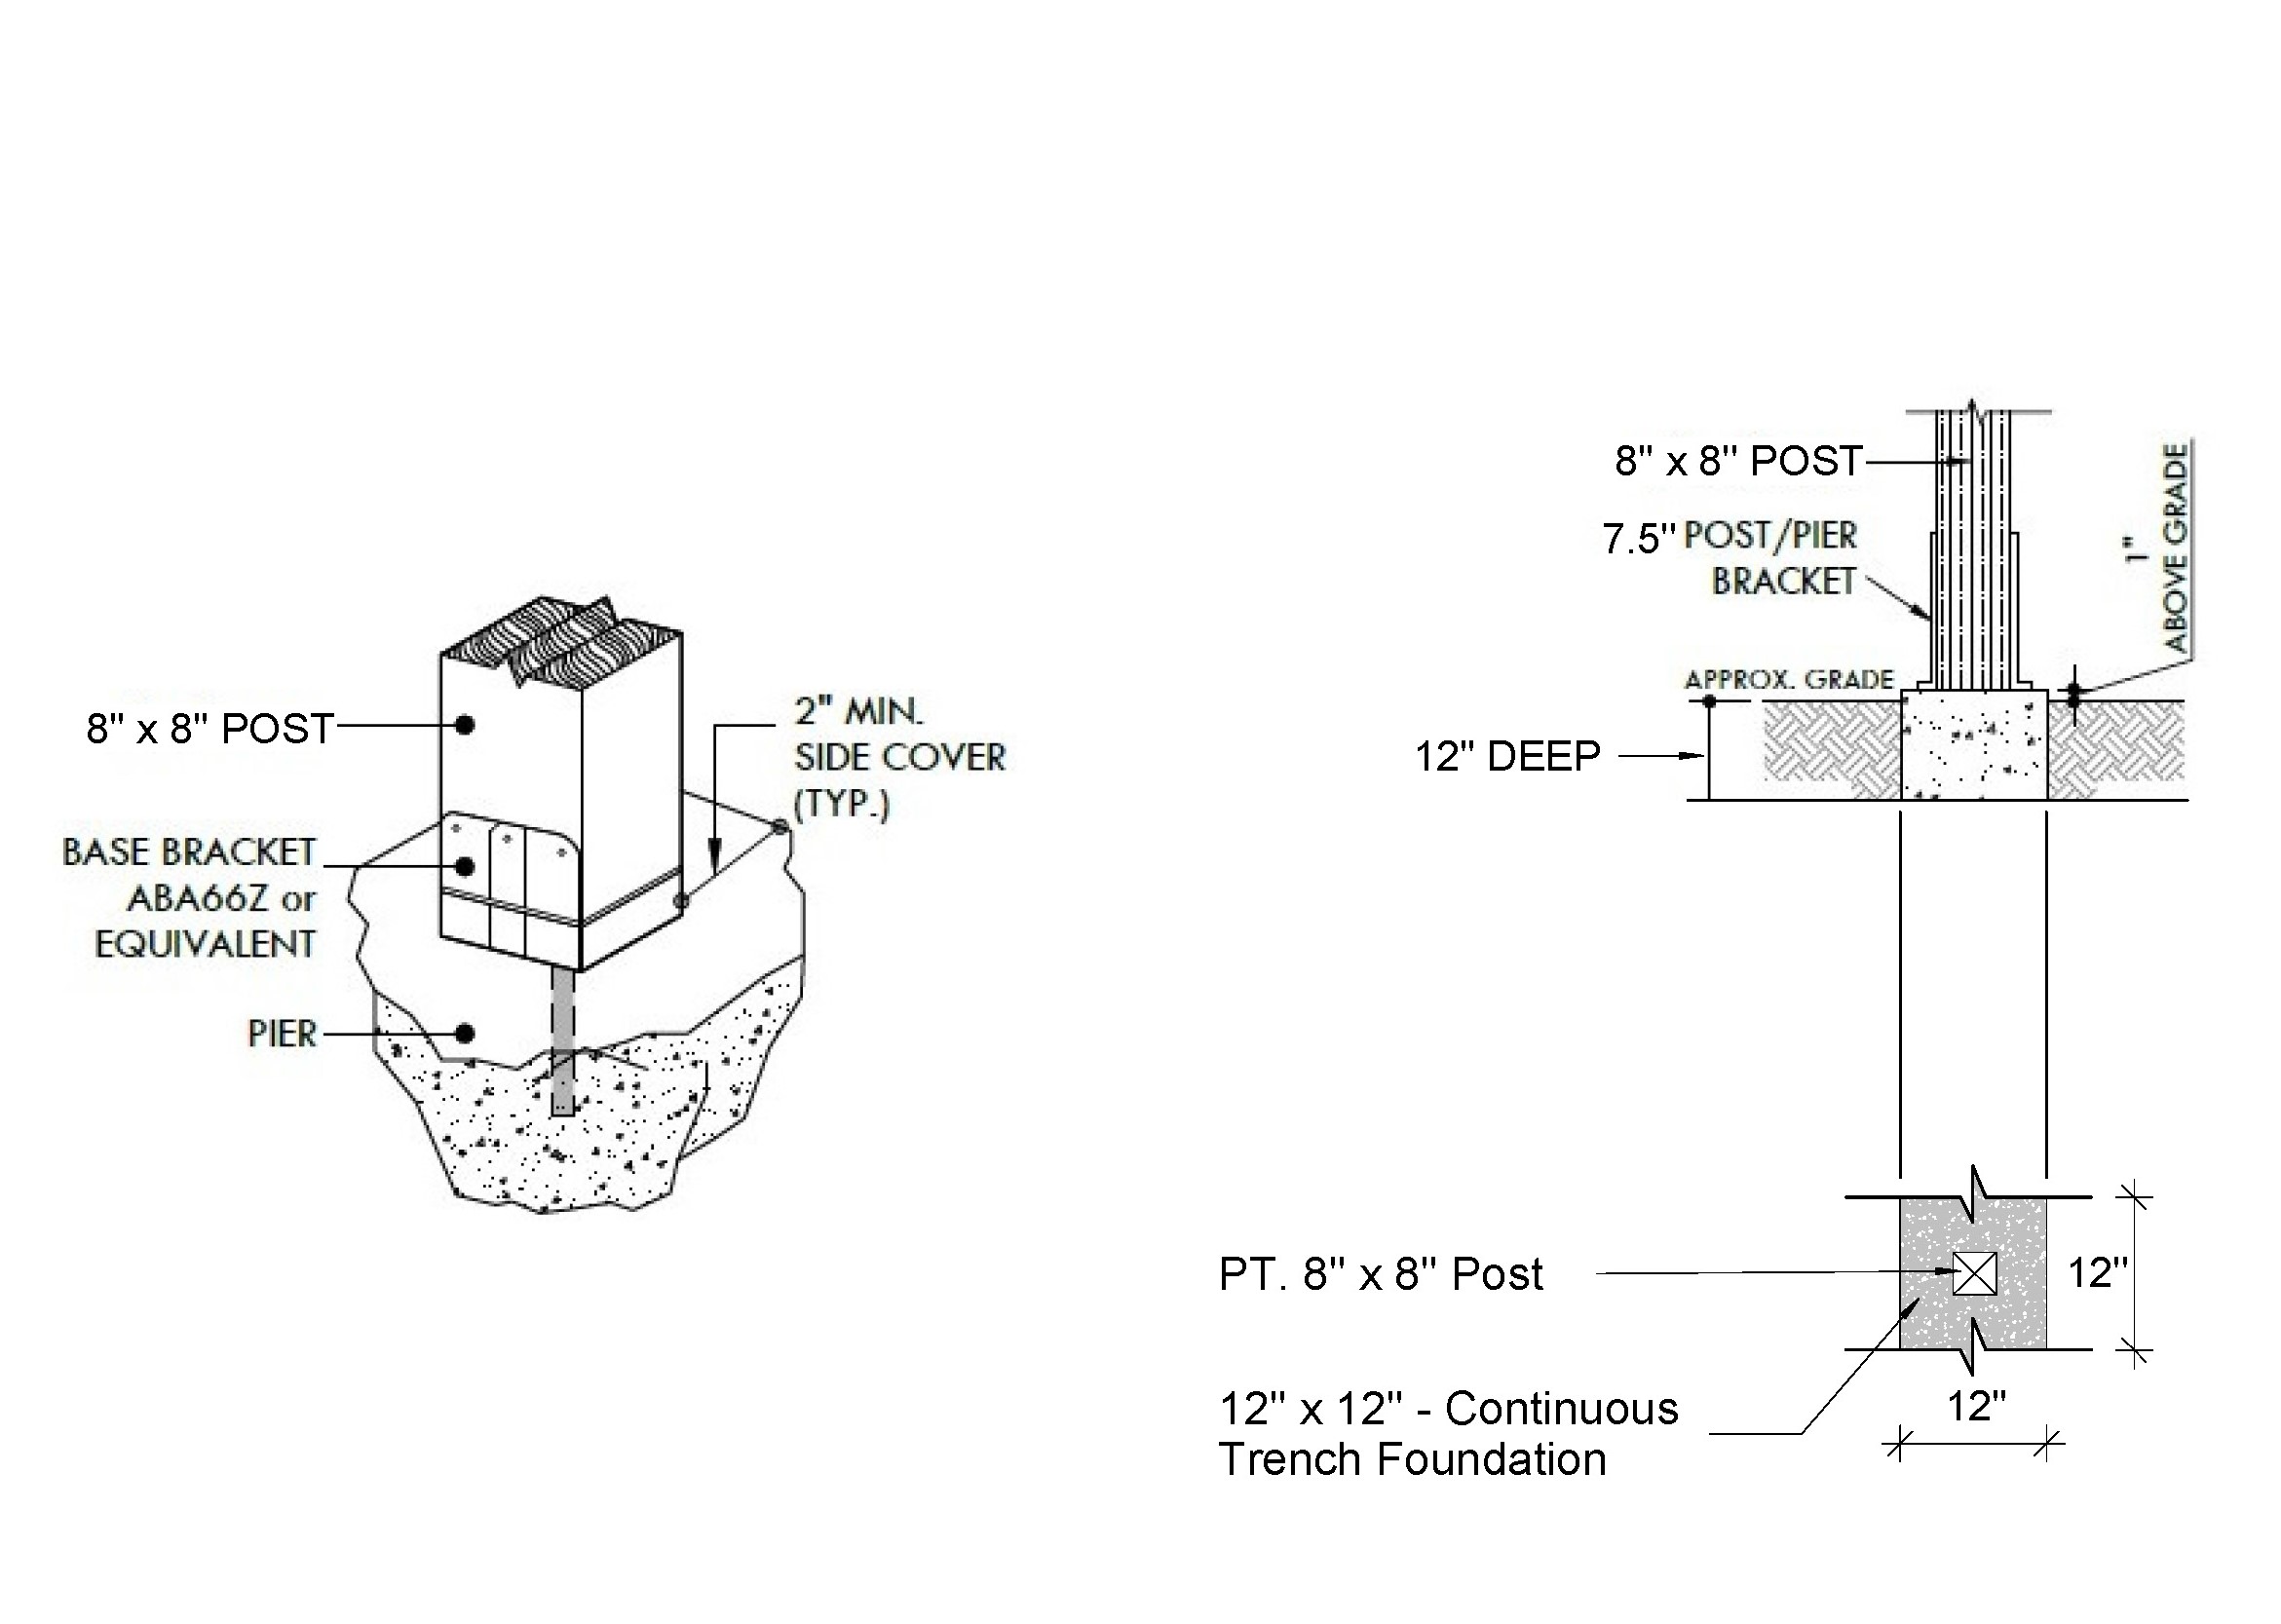 8" x 8" POST
BASE BRACKET
ABA66Z or
EQUIVALENT
PIER
2" MIN.
SIDE COVER
(TYP.)
8" x 8" POST
7.5" POST/PIER
BRACKET
1"
ABOVE GRADE
APPROX. GRADE
12" DEEP
PT. 8" x 8" Post
12"
12" x 12" - Continuous
Trench Foundation
12"